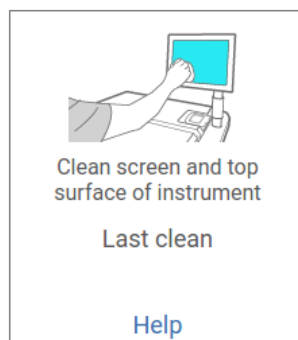 Clean screen and top
surface of instrument
Last clean
Help